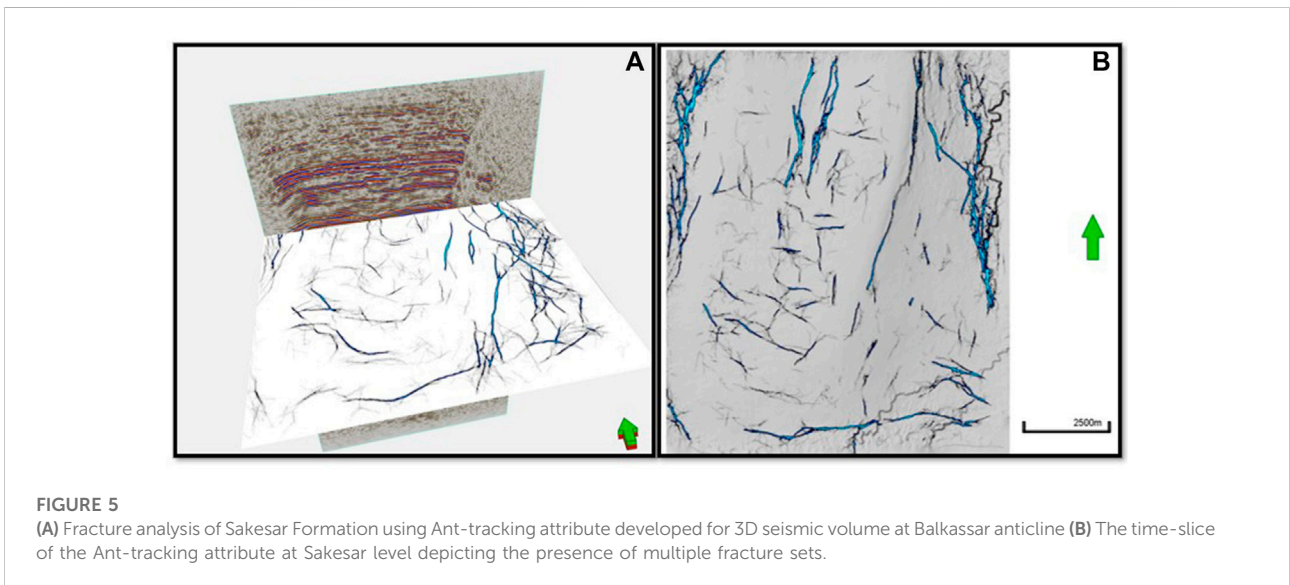 A
B
2500m
FIGURE 5
(A) Fracture analysis of Sakesar Formation using Ant-tracking attribute developed for 3D seismic volume at Balkassar anticline (B) The time-slice
of the Ant-tracking attribute at Sakesar level depicting the presence of multiple fracture sets.